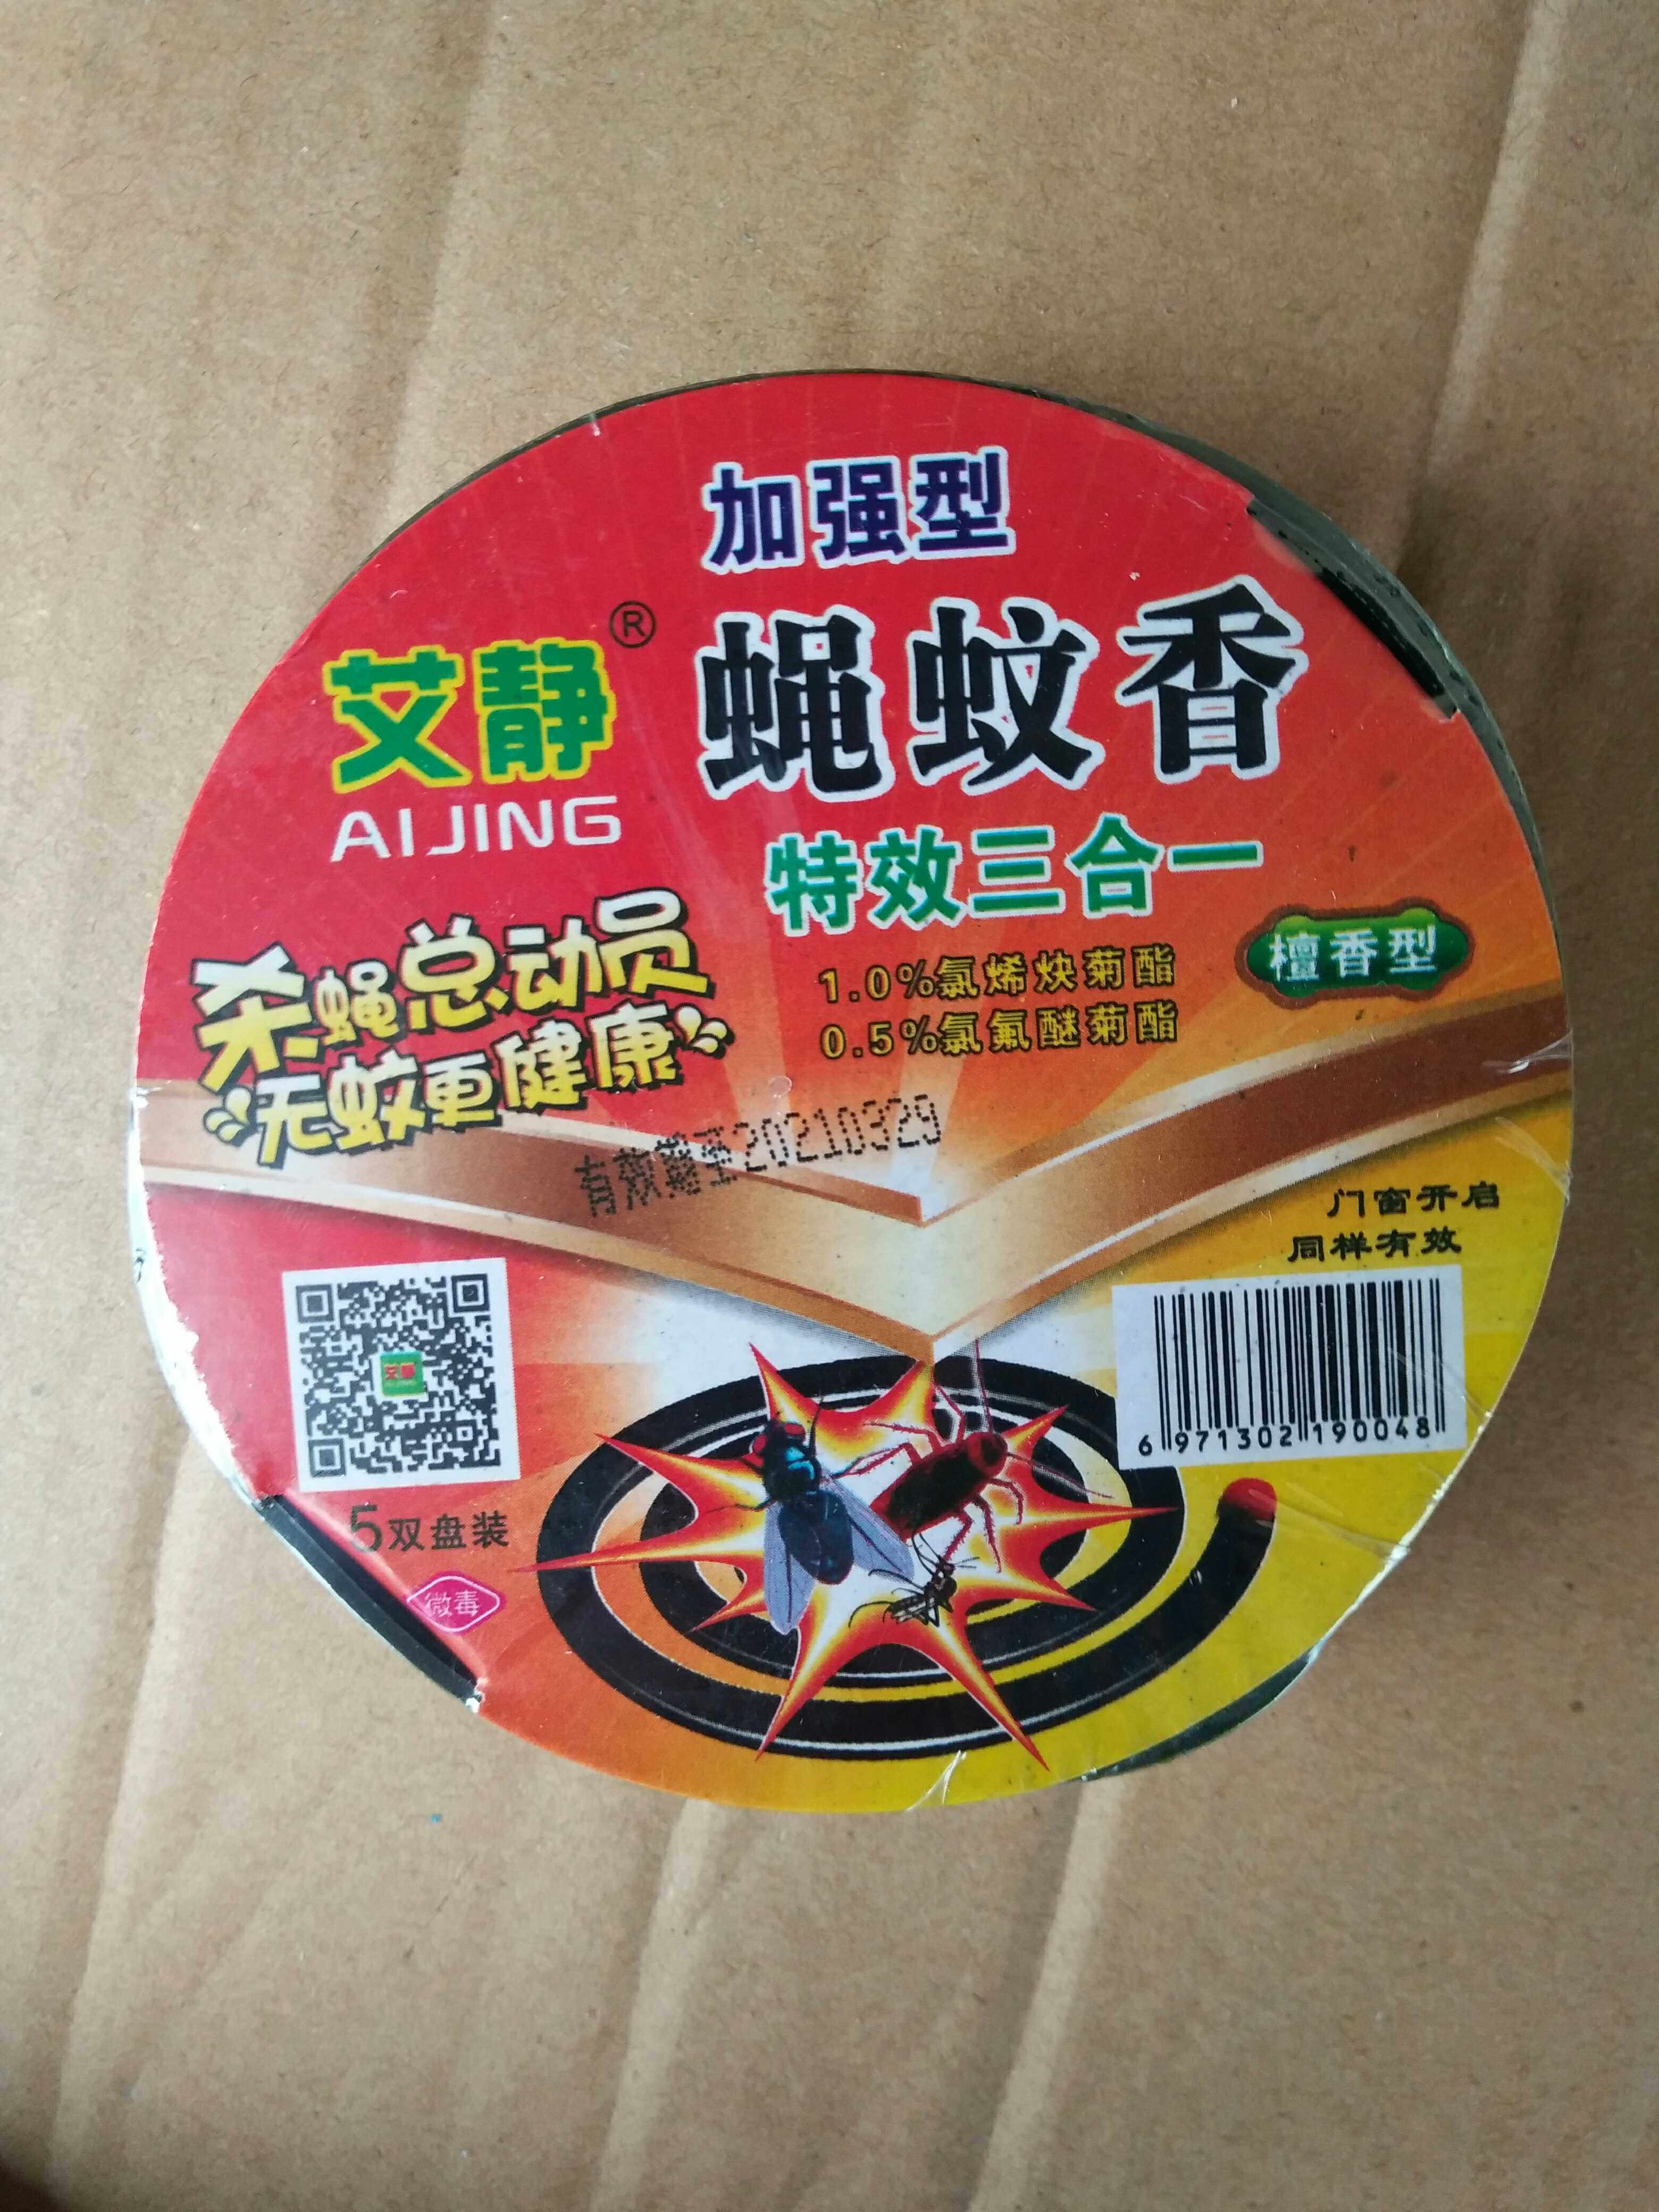 加强型
艾静®
AIJING
蝇蚊香
特效三合一
檀香型
1.0%氯烯炔菊酯
0.5%氯氟醚菊酯
杀蝇总动员
无蚊更健康
有效期至20210329
门窗开启
同样有效
6 971302 190048
5双盘装
微毒